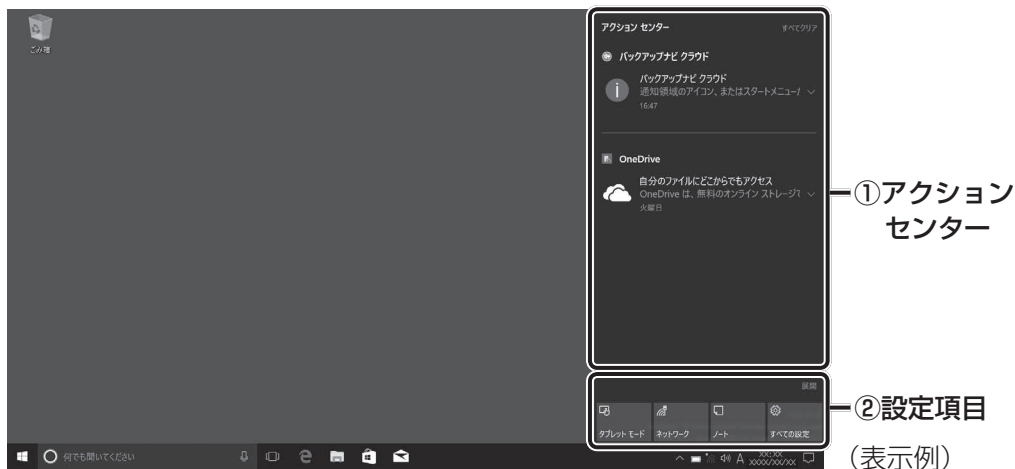 ごみ箱
アクション センター
すべてクリア
バックアップナビ クラウド
バックアップナビ クラウド
通知領域のアイコン、またはスタートメニューか
16:47
OneDrive
自分のファイルにどこからでもアクセス
OneDrive は、無料のオンライン ストレージで
火曜日
①アクション
センター
展開
タブレット モード
ネットワーク
ノート
すべての設定
②設定項目
(表示例)
何でも聞いてください
A
XX:XX
XXXX/XX/XX